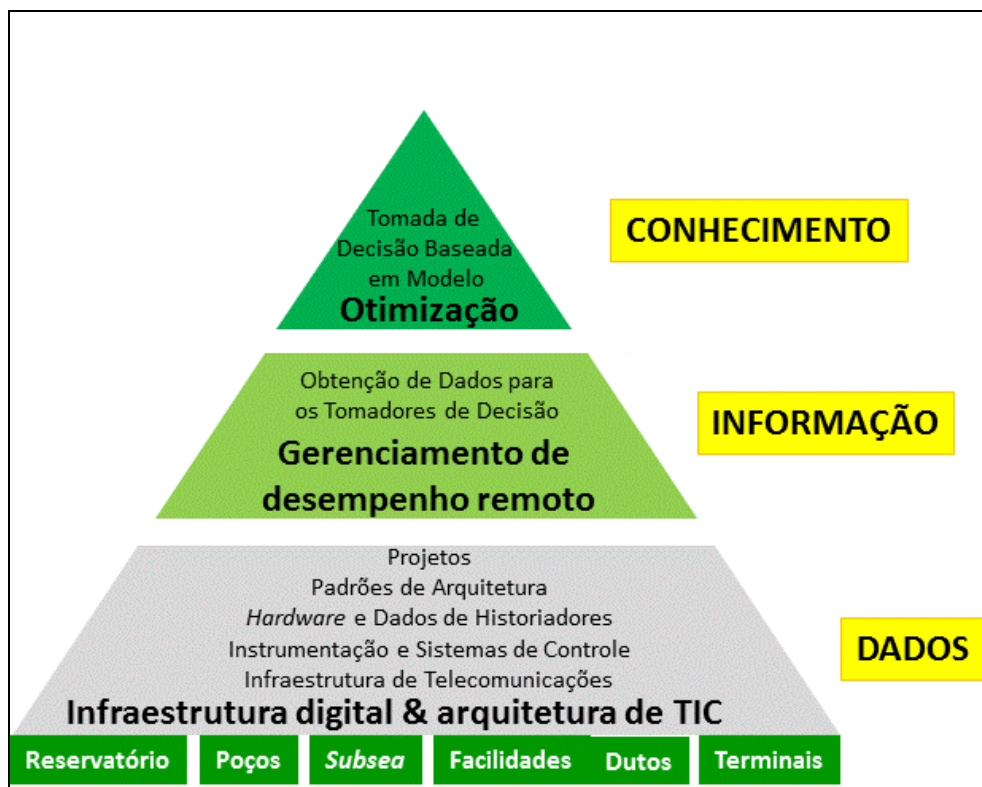 Tomada de
Decisão Baseada
em Modelo
Otimização
CONHECIMENTO
Obtenção de Dados para
os Tomadores de Decisão
Gerenciamento de
desempenho remoto
INFORMAÇÃO
Projetos
Padrões de Arquitetura
Hardware e Dados de Historiadores
Instrumentação e Sistemas de Controle
Infraestrutura de Telecomunicações
Infraestrutura digital & arquitetura de TIC
DADOS
Reservatório Poços Subsea Facilidades Dutos Terminais